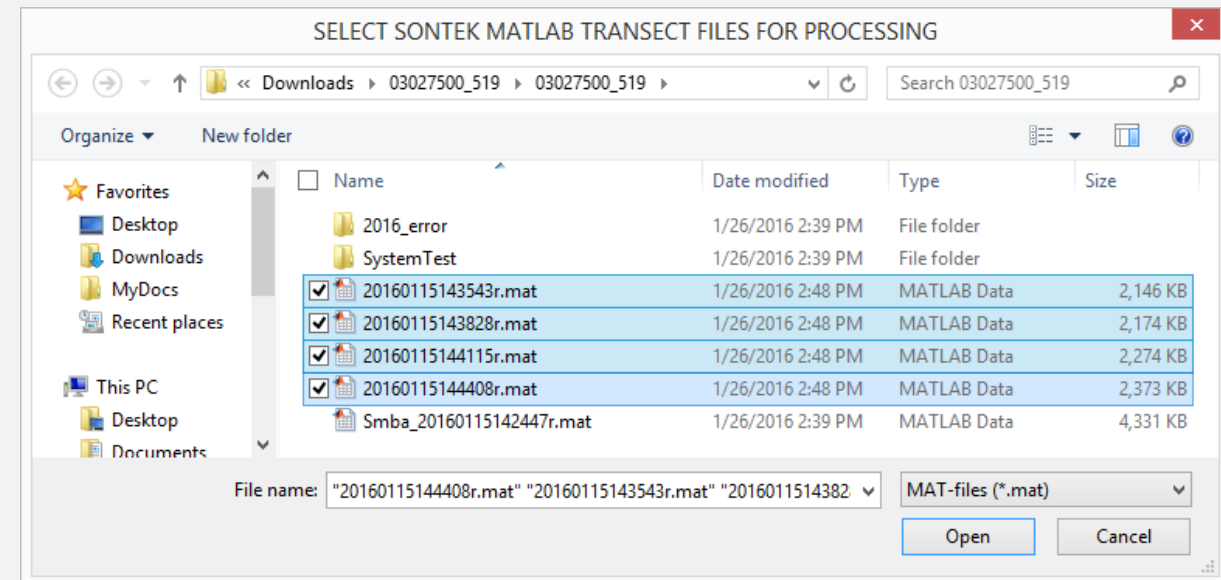 SELECT SONTEK MATLAB TRANSECT FILES FOR PROCESSING
« Downloads 03027500_519 03027500_519
Search 03027500_519
Organize New folder
Favorites
Desktop
Downloads
MyDocs
Recent places
This PC
Desktop
Documents
Name Date modified Type Size
2016_error 1/26/2016 2:39 PM File folder
SystemTest 1/26/2016 2:39 PM File folder
20160115143543r.mat 1/26/2016 2:48 PM MATLAB Data 2,146 KB
20160115143828r.mat 1/26/2016 2:48 PM MATLAB Data 2,174 KB
20160115144115r.mat 1/26/2016 2:48 PM MATLAB Data 2,274 KB
20160115144408r.mat 1/26/2016 2:48 PM MATLAB Data 2,373 KB
Smba_20160115142447r.mat 1/26/2016 2:39 PM MATLAB Data 4,331 KB
File name: "20160115144408r.mat" "20160115143543r.mat" "2016011514382
MAT-files (*.mat)
Open Cancel